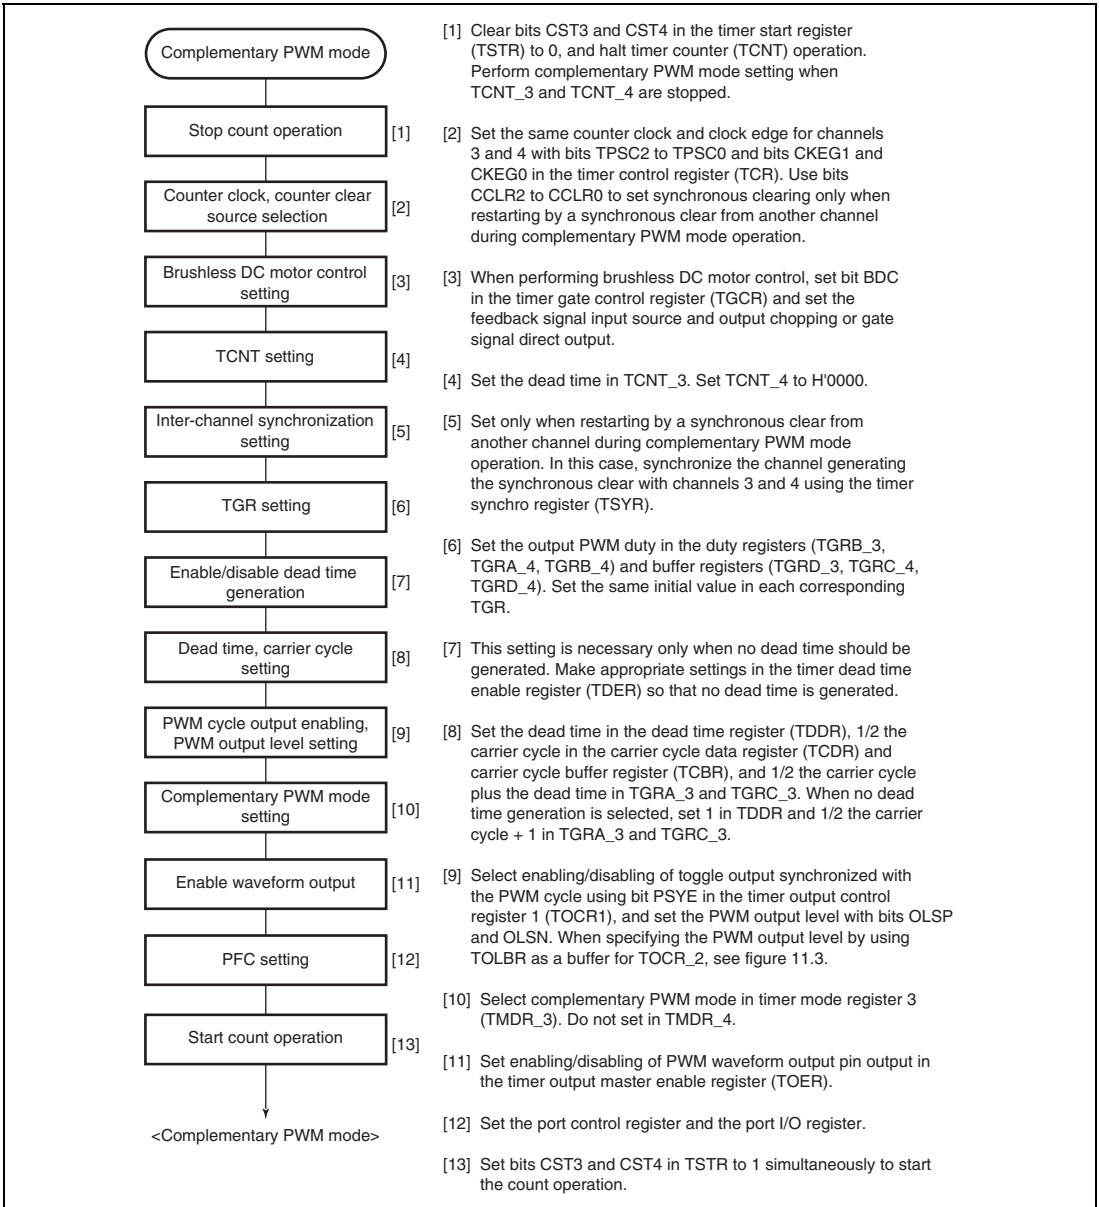 Complementary PWM mode
Stop count operation
[1]
Counter clock, counter clear
source selection
[2]
Brushless DC motor control
setting
[3]
TCNT setting
[4]
Inter-channel synchronization
setting
[5]
TGR setting
[6]
Enable/disable dead time
generation
[7]
Dead time, carrier cycle
setting
[8]
PWM cycle output enabling,
PWM output level setting
[9]
Complementary PWM mode
setting
[10]
Enable waveform output
[11]
PFC setting
[12]
Start count operation
[13]
<Complementary PWM mode>
[1] Clear bits CST3 and CST4 in the timer start register
(TSTR) to 0, and halt timer counter (TCNT) operation.
Perform complementary PWM mode setting when
TCNT_3 and TCNT_4 are stopped.
[2] Set the same counter clock and clock edge for channels
3 and 4 with bits TPSC2 to TPSC0 and bits CKEG1 and
CKEG0 in the timer control register (TCR). Use bits
CCLR2 to CCLR0 to set synchronous clearing only when
restarting by a synchronous clear from another channel
during complementary PWM mode operation.
[3] When performing brushless DC motor control, set bit BDC
in the timer gate control register (TGCR) and set the
feedback signal input source and output chopping or gate
signal direct output.
[4] Set the dead time in TCNT_3. Set TCNT_4 to H'0000.
[5] Set only when restarting by a synchronous clear from
another channel during complementary PWM mode
operation. In this case, synchronize the channel generating
the synchronous clear with channels 3 and 4 using the timer
synchro register (TSYR).
[6] Set the output PWM duty in the duty registers (TGRB_3,
TGRA_4, TGRB_4) and buffer registers (TGRD_3, TGRC_4,
TGRD_4). Set the same initial value in each corresponding
TGR.
[7] This setting is necessary only when no dead time should be
generated. Make appropriate settings in the timer dead time
enable register (TDER) so that no dead time is generated.
[8] Set the dead time in the dead time register (TDDR), 1/2 the
carrier cycle in the carrier cycle data register (TCDR) and
carrier cycle buffer register (TCBR), and 1/2 the carrier cycle
plus the dead time in TGRA_3 and TGRC_3. When no dead
time generation is selected, set 1 in TDDR and 1/2 the carrier
cycle + 1 in TGRA_3 and TGRC_3.
[9] Select enabling/disabling of toggle output synchronized with
the PWM cycle using bit PSYE in the timer output control
register 1 (TOCR1), and set the PWM output level with bits OLSP
and OLSN. When specifying the PWM output level by using
TOLBR as a buffer for TOCR_2, see figure 11.3.
[10] Select complementary PWM mode in timer mode register 3
(TMDR_3). Do not set in TMDR_4.
[11] Set enabling/disabling of PWM waveform output pin output in
the timer output master enable register (TOER).
[12] Set the port control register and the port I/O register.
[13] Set bits CST3 and CST4 in TSTR to 1 simultaneously to start
the count operation.